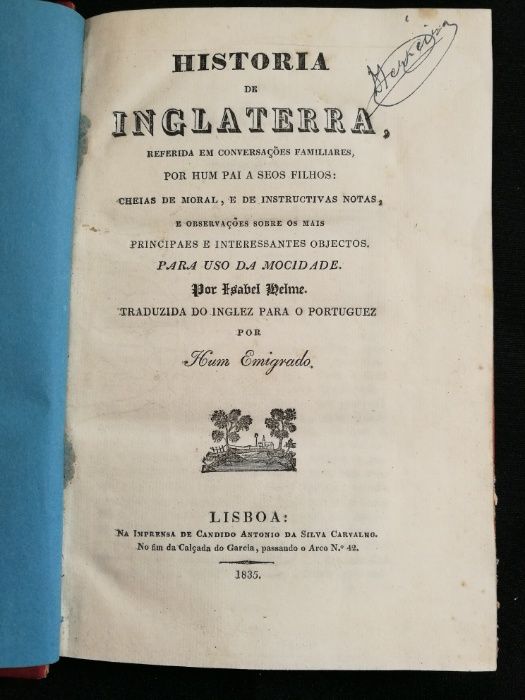 HISTORIA
DE
INGLATERRA,
REFERIDA EM CONVERSAÇÕES FAMILIARES,
POR HUM PAI A SEOS FILHOS:
CHEIAS DE MORAL, E DE INSTRUCTIVAS NOTAS,
E OBSERVAÇÕES SOBRE OS MAIS
PRINCIPAES E INTERESSANTES OBJECTOS.
PARA USO DA MOCIDADE.
Por Isabel Helme.
TRADUZIDA DO INGLEZ PARA O PORTUGUEZ
POR
Hum Emigrado.
LISBOA:
NA IMPRENSA DE CANDIDO ANTONIO DA SILVA CARVALHO.
No fim da Calçada do Garcia, passando o Arco N.º 42.
1835.